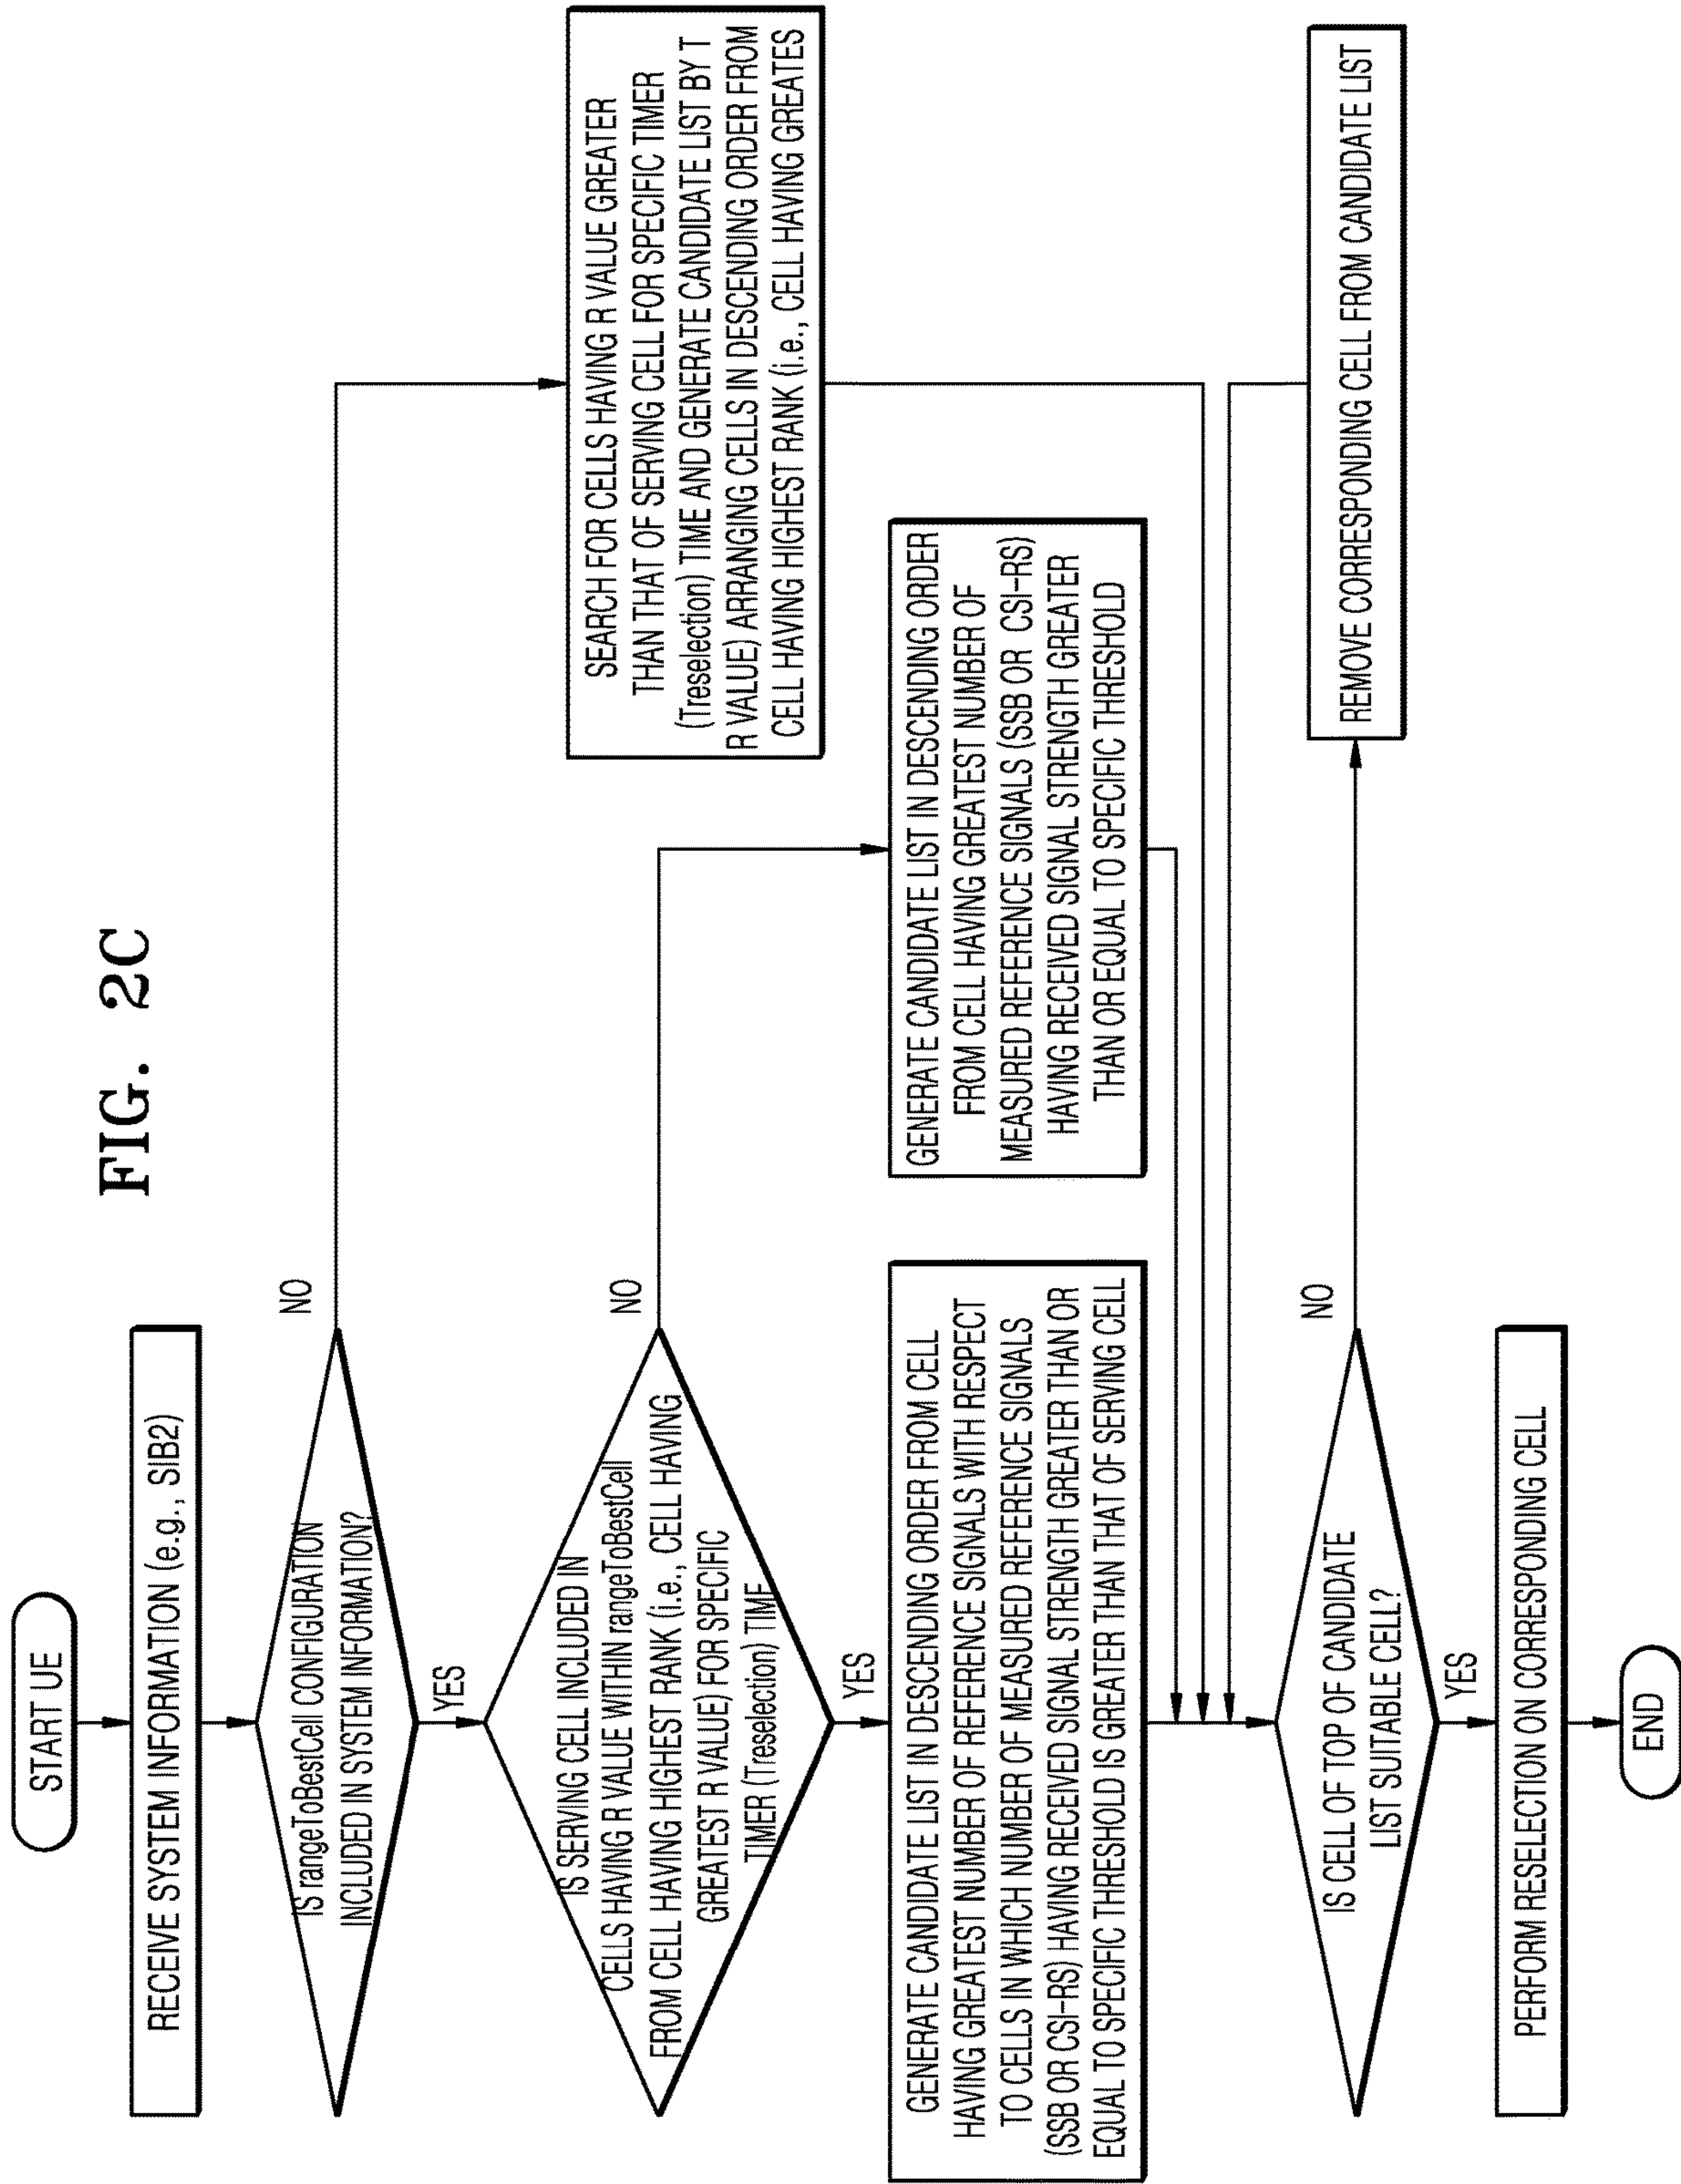 FIG. 2C
START UE
RECEIVE SYSTEM INFORMATION (e.g., SIB2)
IS rangeToBestCell CONFIGURATION
INCLUDED IN SYSTEM INFORMATION?
NO
YES
SEARCH FOR CELLS HAVING R VALUE GREATER
THAN THAT OF SERVING CELL FOR SPECIFIC TIMER
(Treselection) TIME AND GENERATE CANDIDATE LIST BY T
R VALUE) ARRANGING CELLS IN DESCENDING ORDER FROM
CELL HAVING HIGHEST RANK (i.e., CELL HAVING GREATES
IS SERVING CELL INCLUDED IN
CELLS HAVING R VALUE WITHIN rangeToBestCell
FROM CELL HAVING HIGHEST RANK (i.e., CELL HAVING
GREATEST R VALUE) FOR SPECIFIC
TIMER (Treselection) TIME
NO
YES
GENERATE CANDIDATE LIST IN DESCENDING ORDER
FROM CELL HAVING GREATEST NUMBER OF
MEASURED REFERENCE SIGNALS (SSB OR CSI-RS)
HAVING RECEIVED SIGNAL STRENGTH GREATER
THAN OR EQUAL TO SPECIFIC THRESHOLD
GENERATE CANDIDATE LIST IN DESCENDING ORDER FROM CELL
HAVING GREATEST NUMBER OF REFERENCE SIGNALS WITH RESPECT
TO CELLS IN WHICH NUMBER OF MEASURED REFERENCE SIGNALS
(SSB OR CSI-RS) HAVING RECEIVED SIGNAL STRENGTH GREATER THAN OR
EQUAL TO SPECIFIC THRESHOLD IS GREATER THAN THAT OF SERVING CELL
IS CELL OF TOP OF CANDIDATE
LIST SUITABLE CELL?
NO
YES
REMOVE CORRESPONDING CELL FROM CANDIDATE LIST
PERFORM RESELECTION ON CORRESPONDING CELL
END